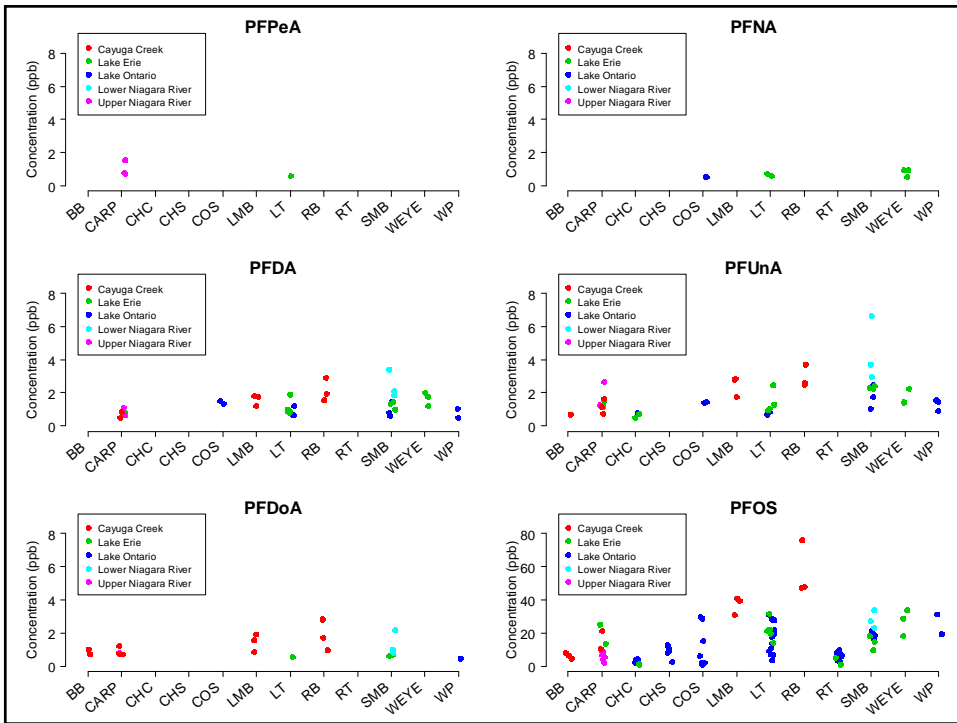 PFPeA
Concentration (ppb)
8
6
4
2
0
Cayuga Creek
Lake Erie
Lake Ontario
Lower Niagara River
Upper Niagara River
BB CARP CHC CHS COS LMB LT RB RT SMB WEYE WP
PFNA
Concentration (ppb)
8
6
4
2
0
Cayuga Creek
Lake Erie
Lake Ontario
Lower Niagara River
Upper Niagara River
BB CARP CHC CHS COS LMB LT RB RT SMB WEYE WP
PFDA
Concentration (ppb)
8
6
4
2
0
Cayuga Creek
Lake Erie
Lake Ontario
Lower Niagara River
Upper Niagara River
BB CARP CHC CHS COS LMB LT RB RT SMB WEYE WP
PFUnA
Concentration (ppb)
8
6
4
2
0
Cayuga Creek
Lake Erie
Lake Ontario
Lower Niagara River
Upper Niagara River
BB CARP CHC CHS COS LMB LT RB RT SMB WEYE WP
PFDoA
Concentration (ppb)
8
6
4
2
0
Cayuga Creek
Lake Erie
Lake Ontario
Lower Niagara River
Upper Niagara River
BB CARP CHC CHS COS LMB LT RB RT SMB WEYE WP
PFOS
Concentration (ppb)
80
60
40
20
0
Cayuga Creek
Lake Erie
Lake Ontario
Lower Niagara River
Upper Niagara River
BB CARP CHC CHS COS LMB LT RB RT SMB WEYE WP